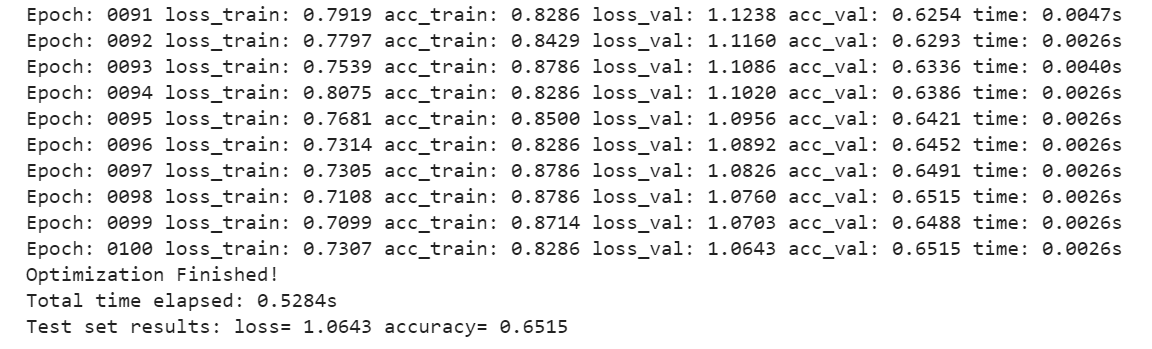 Epoch: 0091 loss_train: 0.7919 acc_train: 0.8286 loss_val: 1.1238 acc_val: 0.6254 time: 0.0047s
Epoch: 0092 loss_train: 0.7797 acc_train: 0.8429 loss_val: 1.1160 acc_val: 0.6293 time: 0.0026s
Epoch: 0093 loss_train: 0.7539 acc_train: 0.8786 loss_val: 1.1086 acc_val: 0.6336 time: 0.0040s
Epoch: 0094 loss_train: 0.8075 acc_train: 0.8286 loss_val: 1.1020 acc_val: 0.6386 time: 0.0026s
Epoch: 0095 loss_train: 0.7681 acc_train: 0.8500 loss_val: 1.0956 acc_val: 0.6421 time: 0.0026s
Epoch: 0096 loss_train: 0.7314 acc_train: 0.8286 loss_val: 1.0892 acc_val: 0.6452 time: 0.0026s
Epoch: 0097 loss_train: 0.7305 acc_train: 0.8786 loss_val: 1.0826 acc_val: 0.6491 time: 0.0026s
Epoch: 0098 loss_train: 0.7108 acc_train: 0.8786 loss_val: 1.0760 acc_val: 0.6515 time: 0.0026s
Epoch: 0099 loss_train: 0.7099 acc_train: 0.8714 loss_val: 1.0703 acc_val: 0.6488 time: 0.0026s
Epoch: 0100 loss_train: 0.7307 acc_train: 0.8286 loss_val: 1.0643 acc_val: 0.6515 time: 0.0026s
Optimization Finished!
Total time elapsed: 0.5284s
Test set results: loss= 1.0643 accuracy= 0.6515